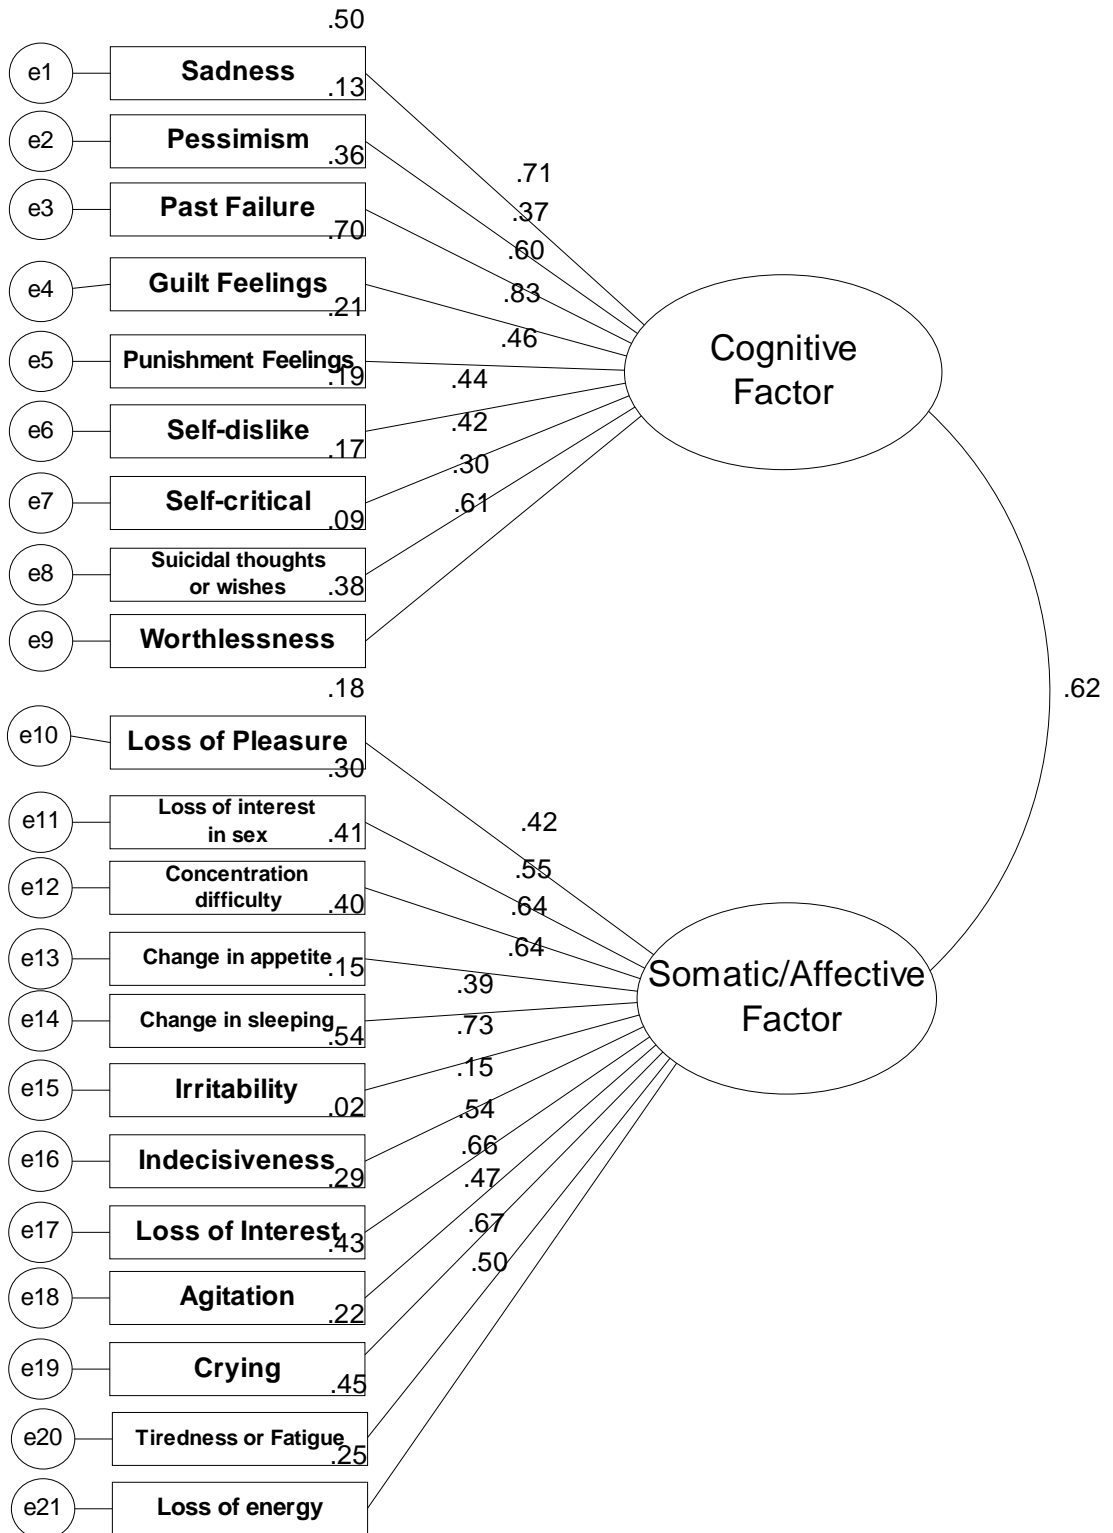 .50
e1 Sadness
.13
e2 Pessimism
.36
.71
e3 Past Failure
.37
.70
.60
e4 Guilt Feelings
.83
.21
.46
e5 Punishment Feelings
Cognitive
Factor
.19
.44
e6 Self-dislike
.42
.17
.30
e7 Self-critical
.61
.09
e8 Suicidal thoughts
or wishes
.38
e9 Worthlessness
.18
.62
e10 Loss of Pleasure
.30
e11 Loss of interest
in sex
.41
.42
e12 Concentration
difficulty
.55
.40
.64
e13 Change in appetite
.64
.15
Somatic/Affective
Factor
.39
e14 Change in sleeping
.73
.54
.15
e15 Irritability
.02
.54
e16 Indecisiveness
.66
.29
.47
e17 Loss of Interest
.67
.43
.50
e18 Agitation
.22
e19 Crying
.45
e20 Tiredness or Fatigue
.25
e21 Loss of energy